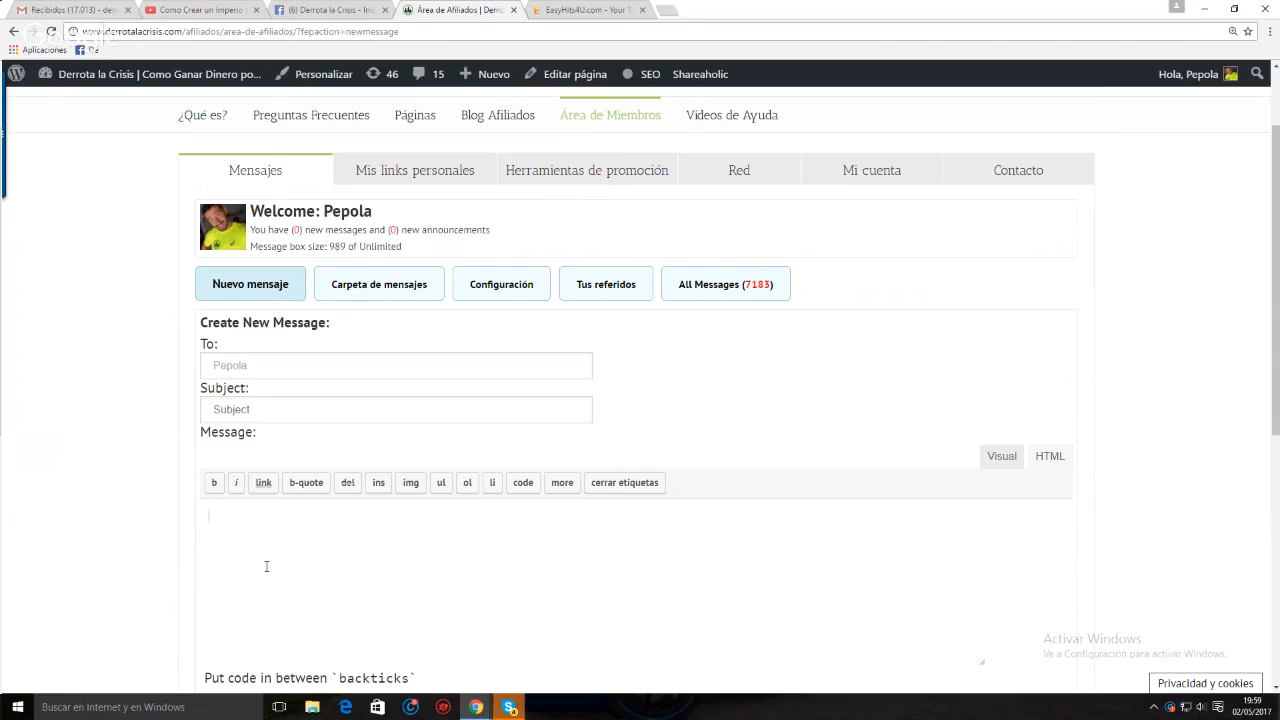 Recibidos (17.013) - derr
Como Crear un Imperio
(6) Derrota la Crisis - Ini
Área de Afiliados | Derro
EasyHits4U.com - Your T
www.derrotalacrisis.com/afiliados/area-de-afiliados/?fepaction=newmessage
Aplicaciones
Derrota la Crisis | Como Ganar Dinero po...
Personalizar
46
15
Nuevo
Editar página
SEO
Shareaholic
Hola, Pepola
¿Qué es?
Preguntas Frecuentes
Páginas
Blog Afiliados
Área de Miembros
Vídeos de Ayuda
Mensajes
Mis links personales
Herramientas de promoción
Red
Mi cuenta
Contacto
Welcome: Pepola
You have (0) new messages and (0) new announcements
Message box size: 989 of Unlimited
Nuevo mensaje
Carpeta de mensajes
Configuración
Tus referidos
All Messages (7183)
Create New Message:
To:
Pepola
Subject:
Subject
Message:
Visual
HTML
b
i
link
b-quote
del
ins
img
ul
ol
li
code
more
cerrar etiquetas
Activar Windows
Ve a Configuración para activar Windows.
Put code in between `backticks`
Privacidad y cookies
Buscar en Internet y en Windows
19:59
02/05/2017